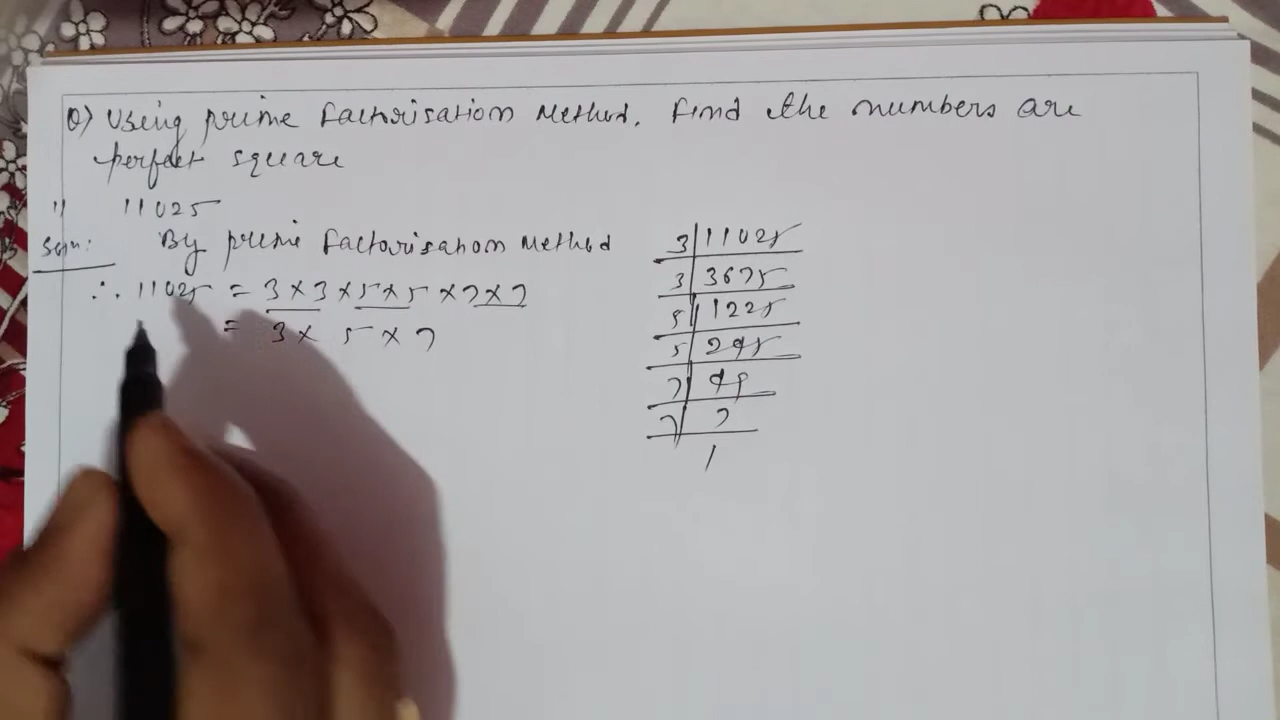 Q) Using prime factorisation Method. Find the numbers are
perfect square
1) 11025
Soln: By prime factorisation Method
∴ 11025 = 3 × 3 × 5 × 5 × 7 × 7
= 3 × 5 × 7
3 | 11025
3 | 3675
5 | 1225
5 | 245
7 | 49
7 | 7
1